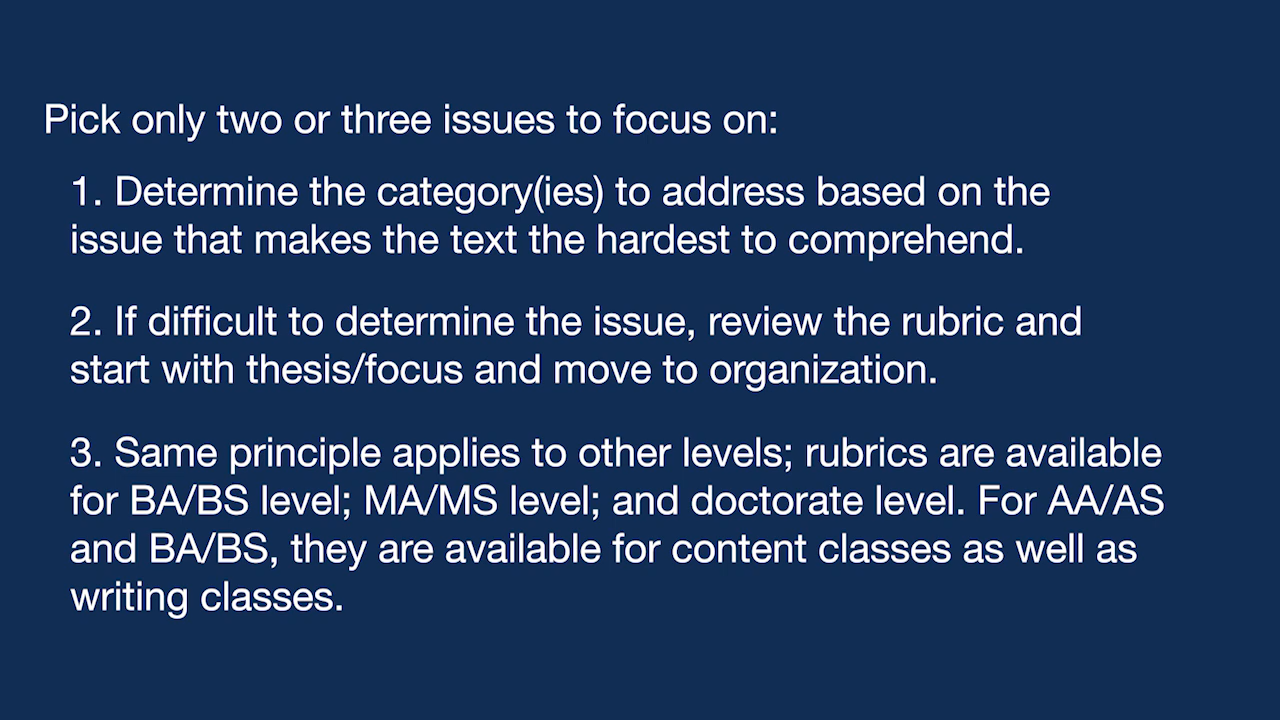 Pick only two or three issues to focus on:
1. Determine the category(ies) to address based on the
issue that makes the text the hardest to comprehend.
2. If difficult to determine the issue, review the rubric and
start with thesis/focus and move to organization.
3. Same principle applies to other levels; rubrics are available
for BA/BS level; MA/MS level; and doctorate level. For AA/AS
and BA/BS, they are available for content classes as well as
writing classes.